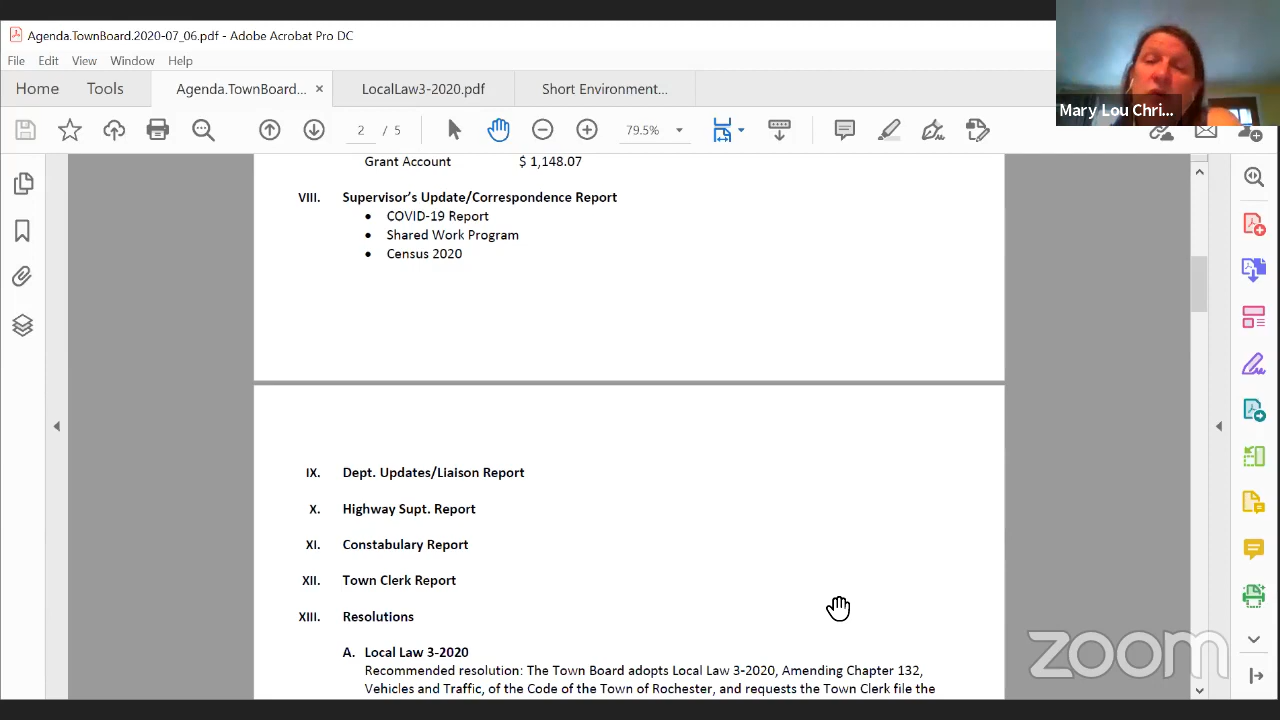 Agenda.TownBoard.2020-07_06.pdf - Adobe Acrobat Pro DC
File Edit View Window Help
Home Tools Agenda.TownBoard... × LocalLaw3-2020.pdf Short Environment...
Mary Lou Chri...
2 / 5 79.5%
Grant Account $ 1,148.07
VIII. Supervisor's Update/Correspondence Report
• COVID-19 Report
• Shared Work Program
• Census 2020
IX. Dept. Updates/Liaison Report
X. Highway Supt. Report
XI. Constabulary Report
XII. Town Clerk Report
XIII. Resolutions
A. Local Law 3-2020
Recommended resolution: The Town Board adopts Local Law 3-2020, Amending Chapter 132,
Vehicles and Traffic, of the Code of the Town of Rochester, and requests the Town Clerk file the
zoom